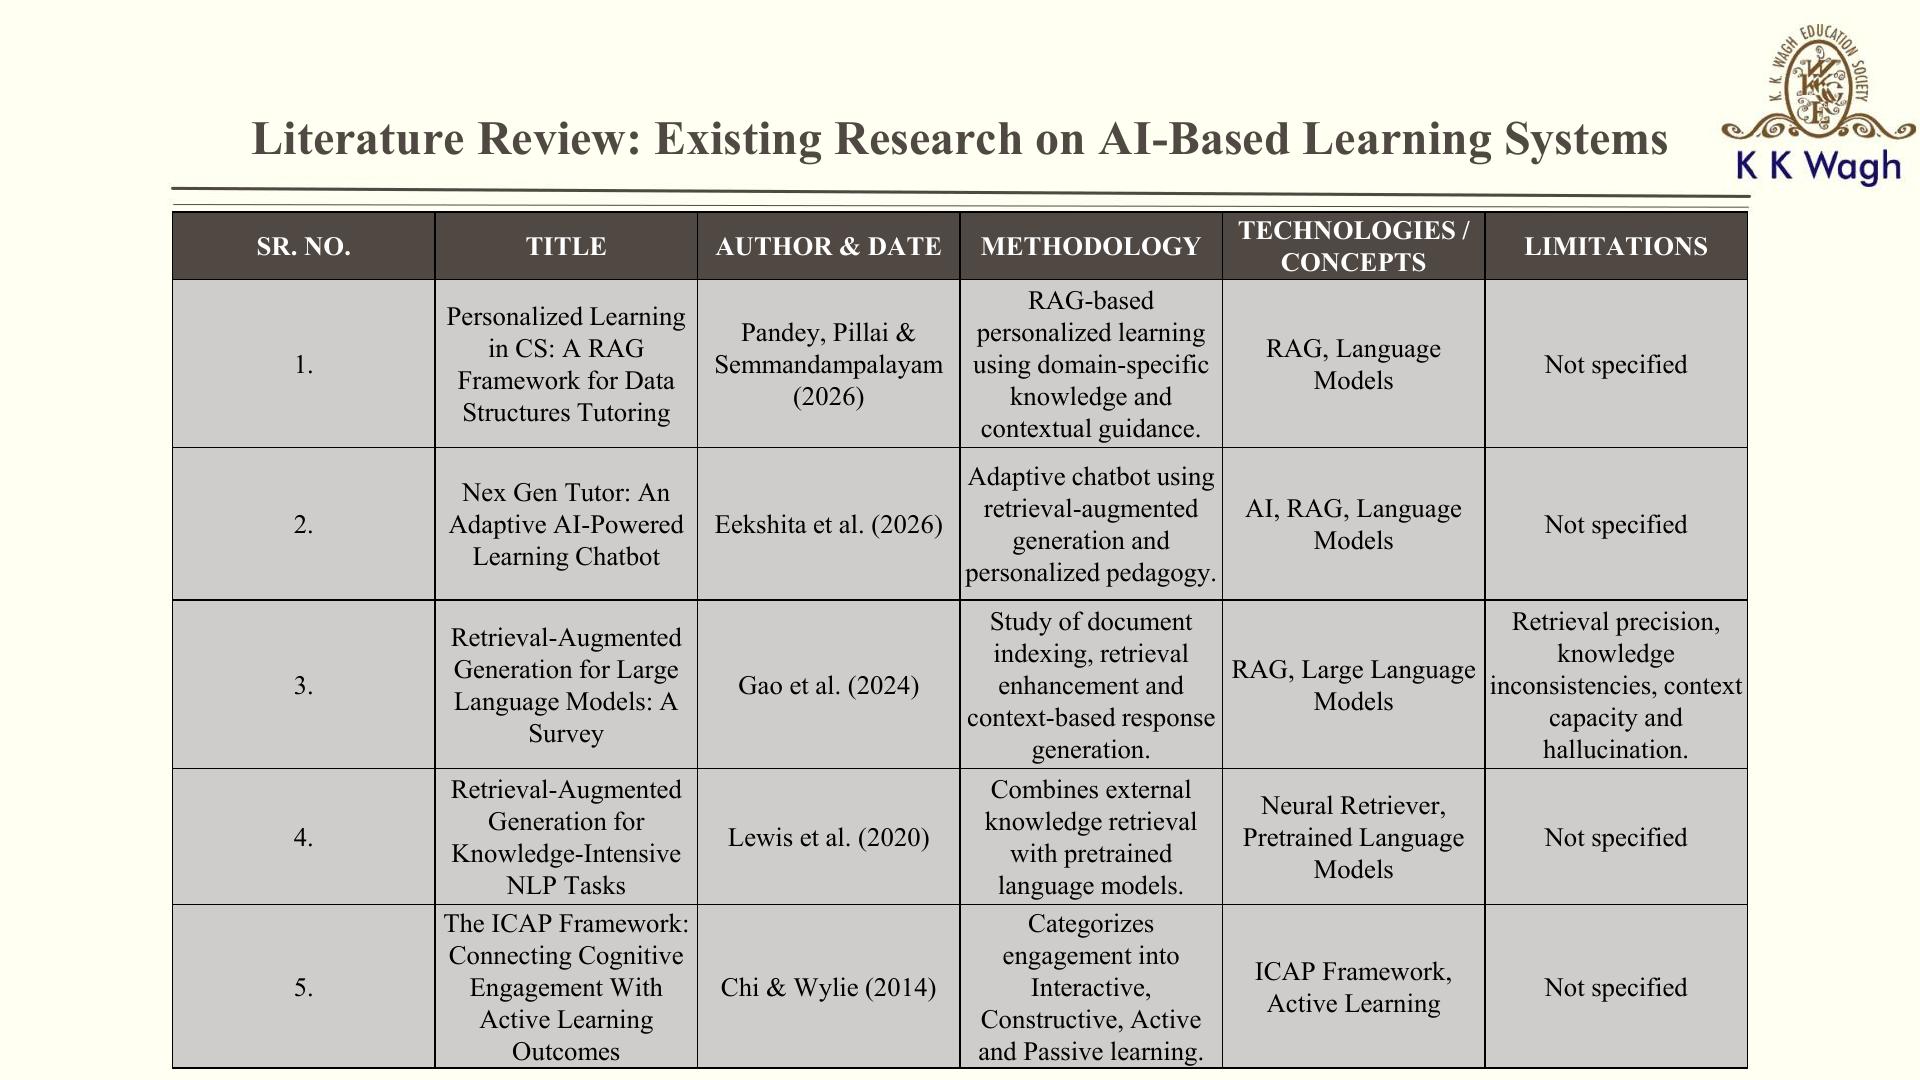 K. K. WAGH EDUCATION SOCIETY
K K Wagh
Literature Review: Existing Research on AI-Based Learning Systems
SR. NO.
TITLE
AUTHOR & DATE
METHODOLOGY
TECHNOLOGIES /
CONCEPTS
LIMITATIONS
1.
Personalized Learning
in CS: A RAG
Framework for Data
Structures Tutoring
Pandey, Pillai &
Semmandampalayam
(2026)
RAG-based
personalized learning
using domain-specific
knowledge and
contextual guidance.
RAG, Language
Models
Not specified
2.
Nex Gen Tutor: An
Adaptive AI-Powered
Learning Chatbot
Eekshita et al. (2026)
Adaptive chatbot using
retrieval-augmented
generation and
personalized pedagogy.
AI, RAG, Language
Models
Not specified
3.
Retrieval-Augmented
Generation for Large
Language Models: A
Survey
Gao et al. (2024)
Study of document
indexing, retrieval
enhancement and
context-based response
generation.
RAG, Large Language
Models
Retrieval precision,
knowledge
inconsistencies, context
capacity and
hallucination.
4.
Retrieval-Augmented
Generation for
Knowledge-Intensive
NLP Tasks
Lewis et al. (2020)
Combines external
knowledge retrieval
with pretrained
language models.
Neural Retriever,
Pretrained Language
Models
Not specified
5.
The ICAP Framework:
Connecting Cognitive
Engagement With
Active Learning
Outcomes
Chi & Wylie (2014)
Categorizes
engagement into
Interactive,
Constructive, Active
and Passive learning.
ICAP Framework,
Active Learning
Not specified